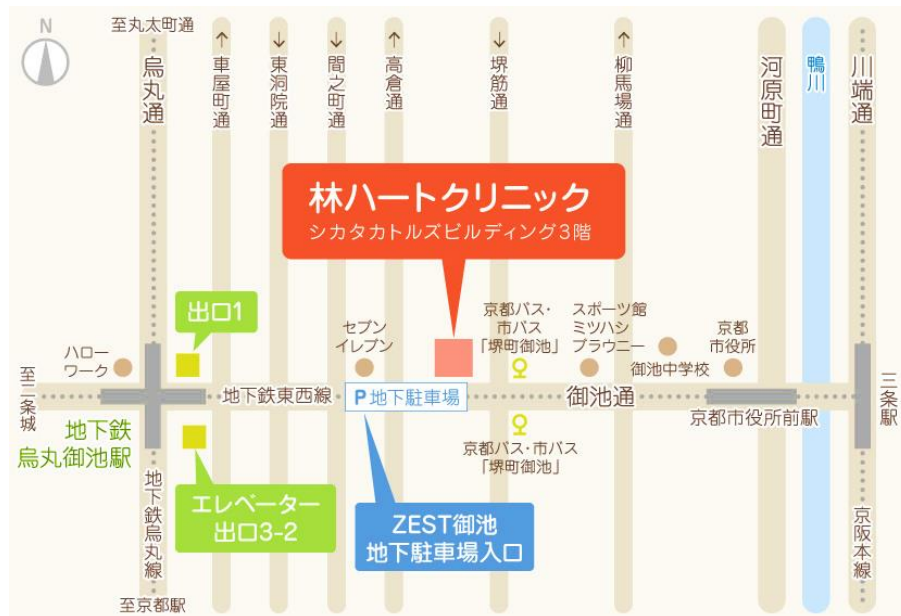 N
至丸太町通
烏丸通
↑
車屋町通
↓
東洞院通
↓
間之町通
↑
高倉通
↓
堺筋通
↑
柳馬場通
河原町通
鴨川
川端通
林ハートクリニック
シカタカトルズビルディング3階
出口1
ハロー
ワーク
セブン
イレブン
京都バス・
市バス
「堺町御池」
スポーツ館
ミツハシ
ブラウニー
御池中学校
京都
市役所
至二条城
地下鉄東西線
P地下駐車場
御池通
京都市役所前駅
三条駅
地下鉄
烏丸御池駅
京都バス・市バス
「堺町御池」
エレベーター
出口3-2
ZEST御池
地下駐車場入口
地下鉄烏丸線
京阪本線
至京都駅